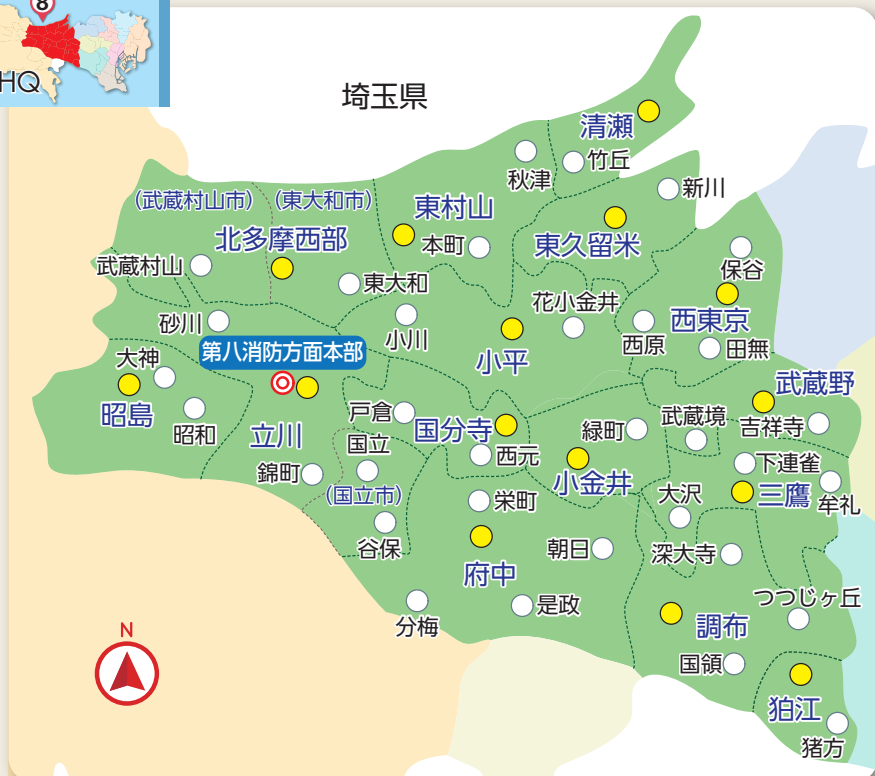 8
HQ
埼玉県
清瀬
竹丘
秋津
新川
(武蔵村山市)
(東大和市)
東村山
東久留米
北多摩西部
本町
保谷
武蔵村山
東大和
花小金井
西東京
砂川
小川
小平
西原
田無
第八消防方面本部
大神
武蔵野
昭島
戸倉
国分寺
緑町
武蔵境
吉祥寺
昭和
立川
国立
西元
小金井
下連雀
錦町
(国立市)
栄町
大沢
三鷹
牟礼
谷保
朝日
深大寺
府中
つつじヶ丘
分梅
是政
調布
N
国領
狛江
猪方